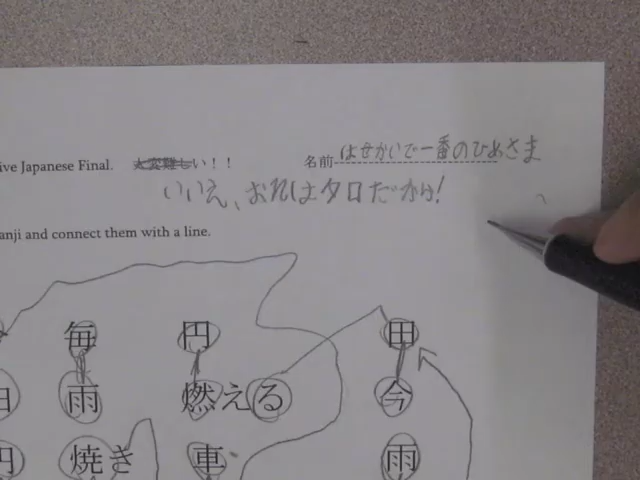 ive Japanese Final. 大変難しい！！ 名前 はせかいで一番のひめさま
いいえ、おれはタロだから!
anji and connect them with a line.
毎 円 田
日 雨 燃える 今
円 焼き 車 雨